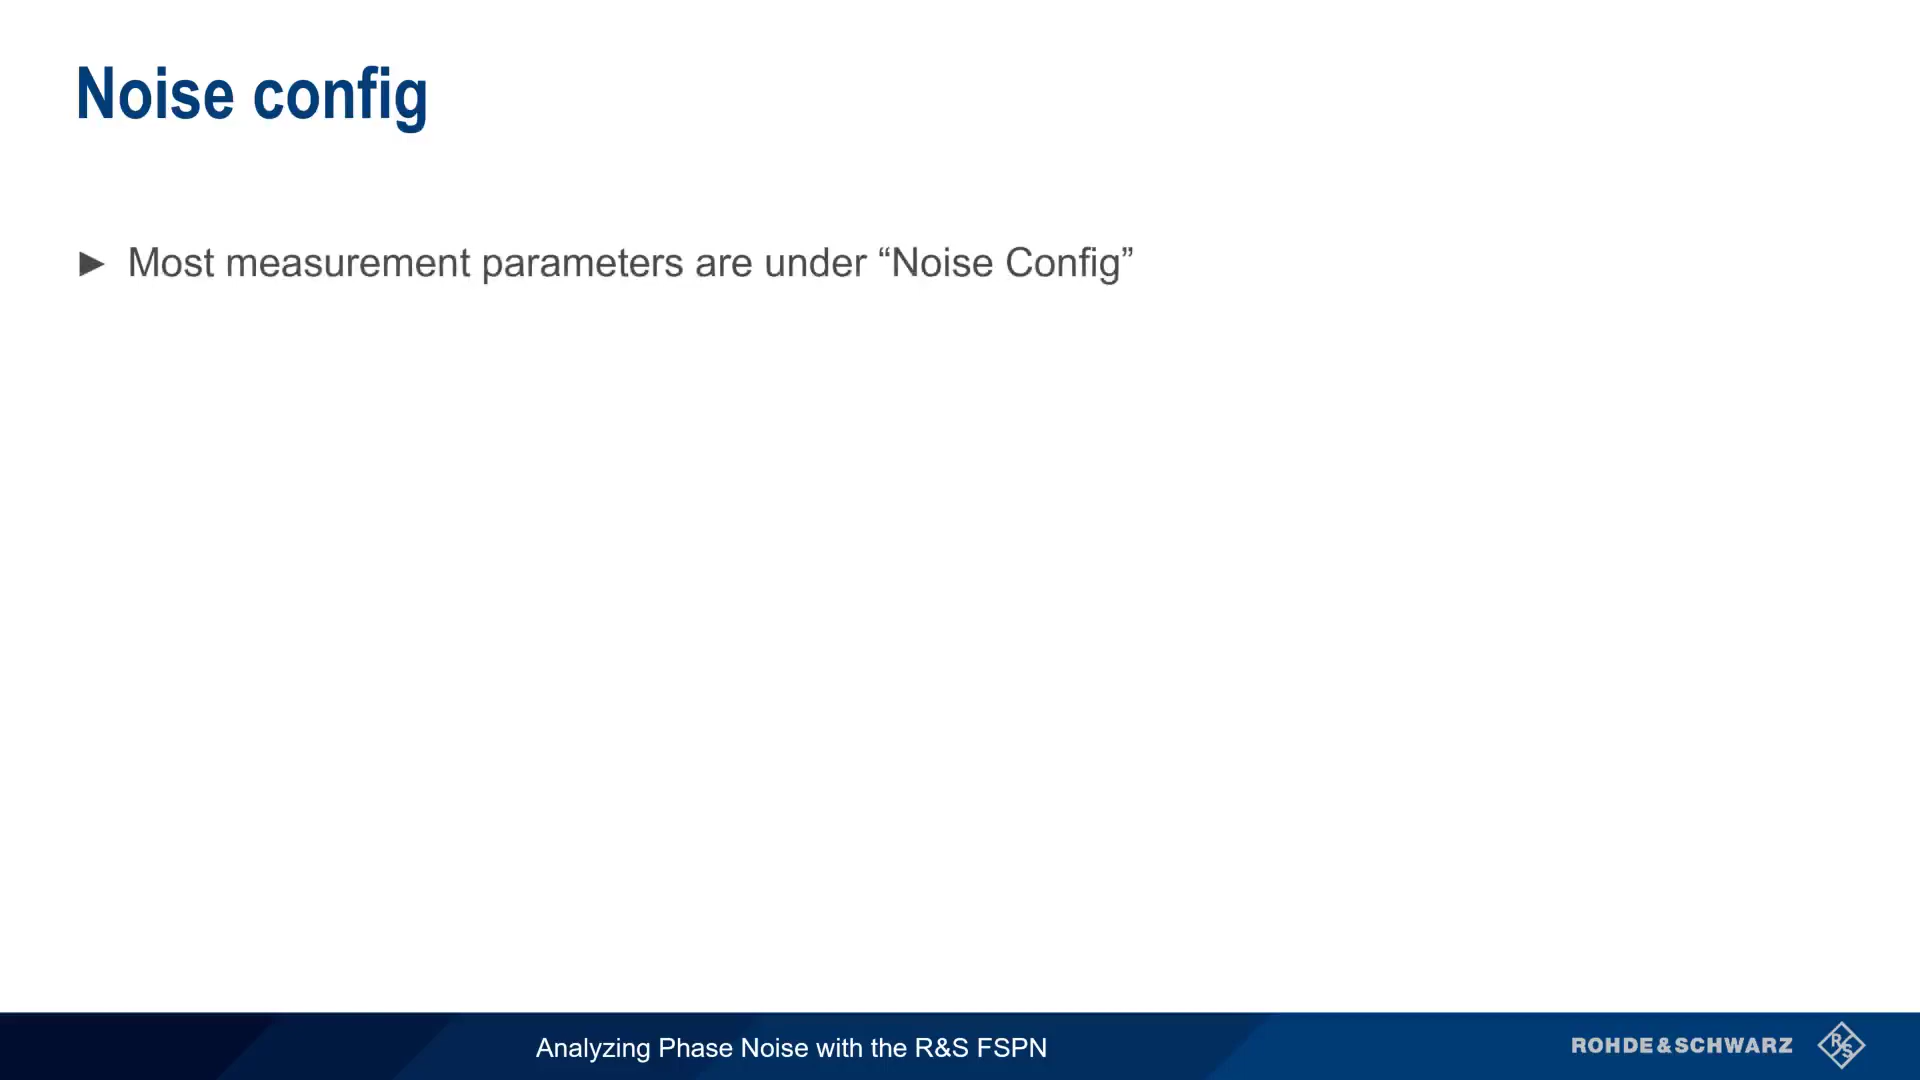 Noise config
► Most measurement parameters are under “Noise Config”
Analyzing Phase Noise with the R&S FSPN
ROHDE&SCHWARZ
R&S